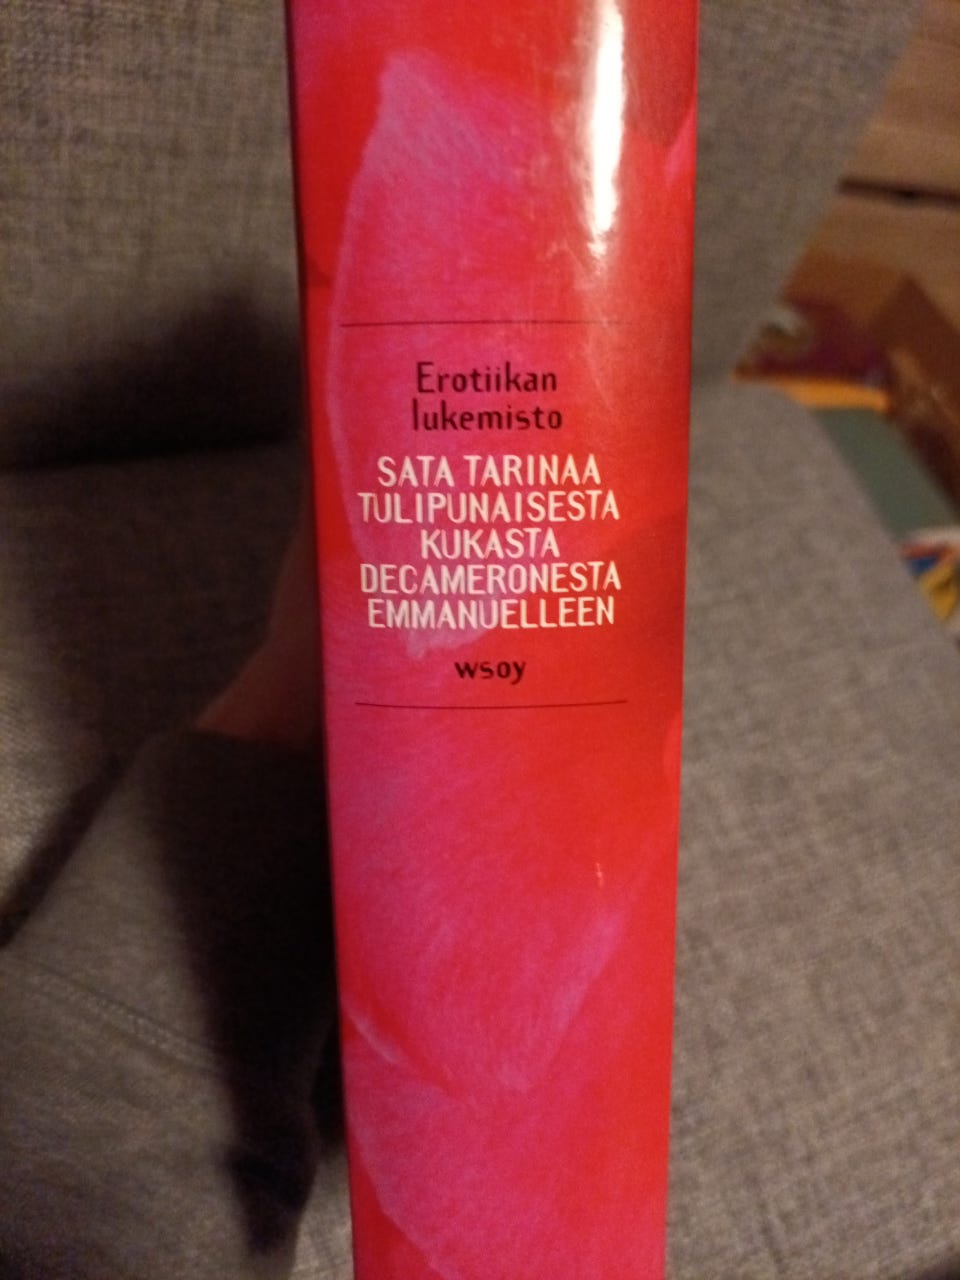 Erotiikan
lukemisto
SATA TARINAA
TULIPUNAISESTA
KUKASTA
DECAMERONESTA
EMMANUELLEEN
wsoy